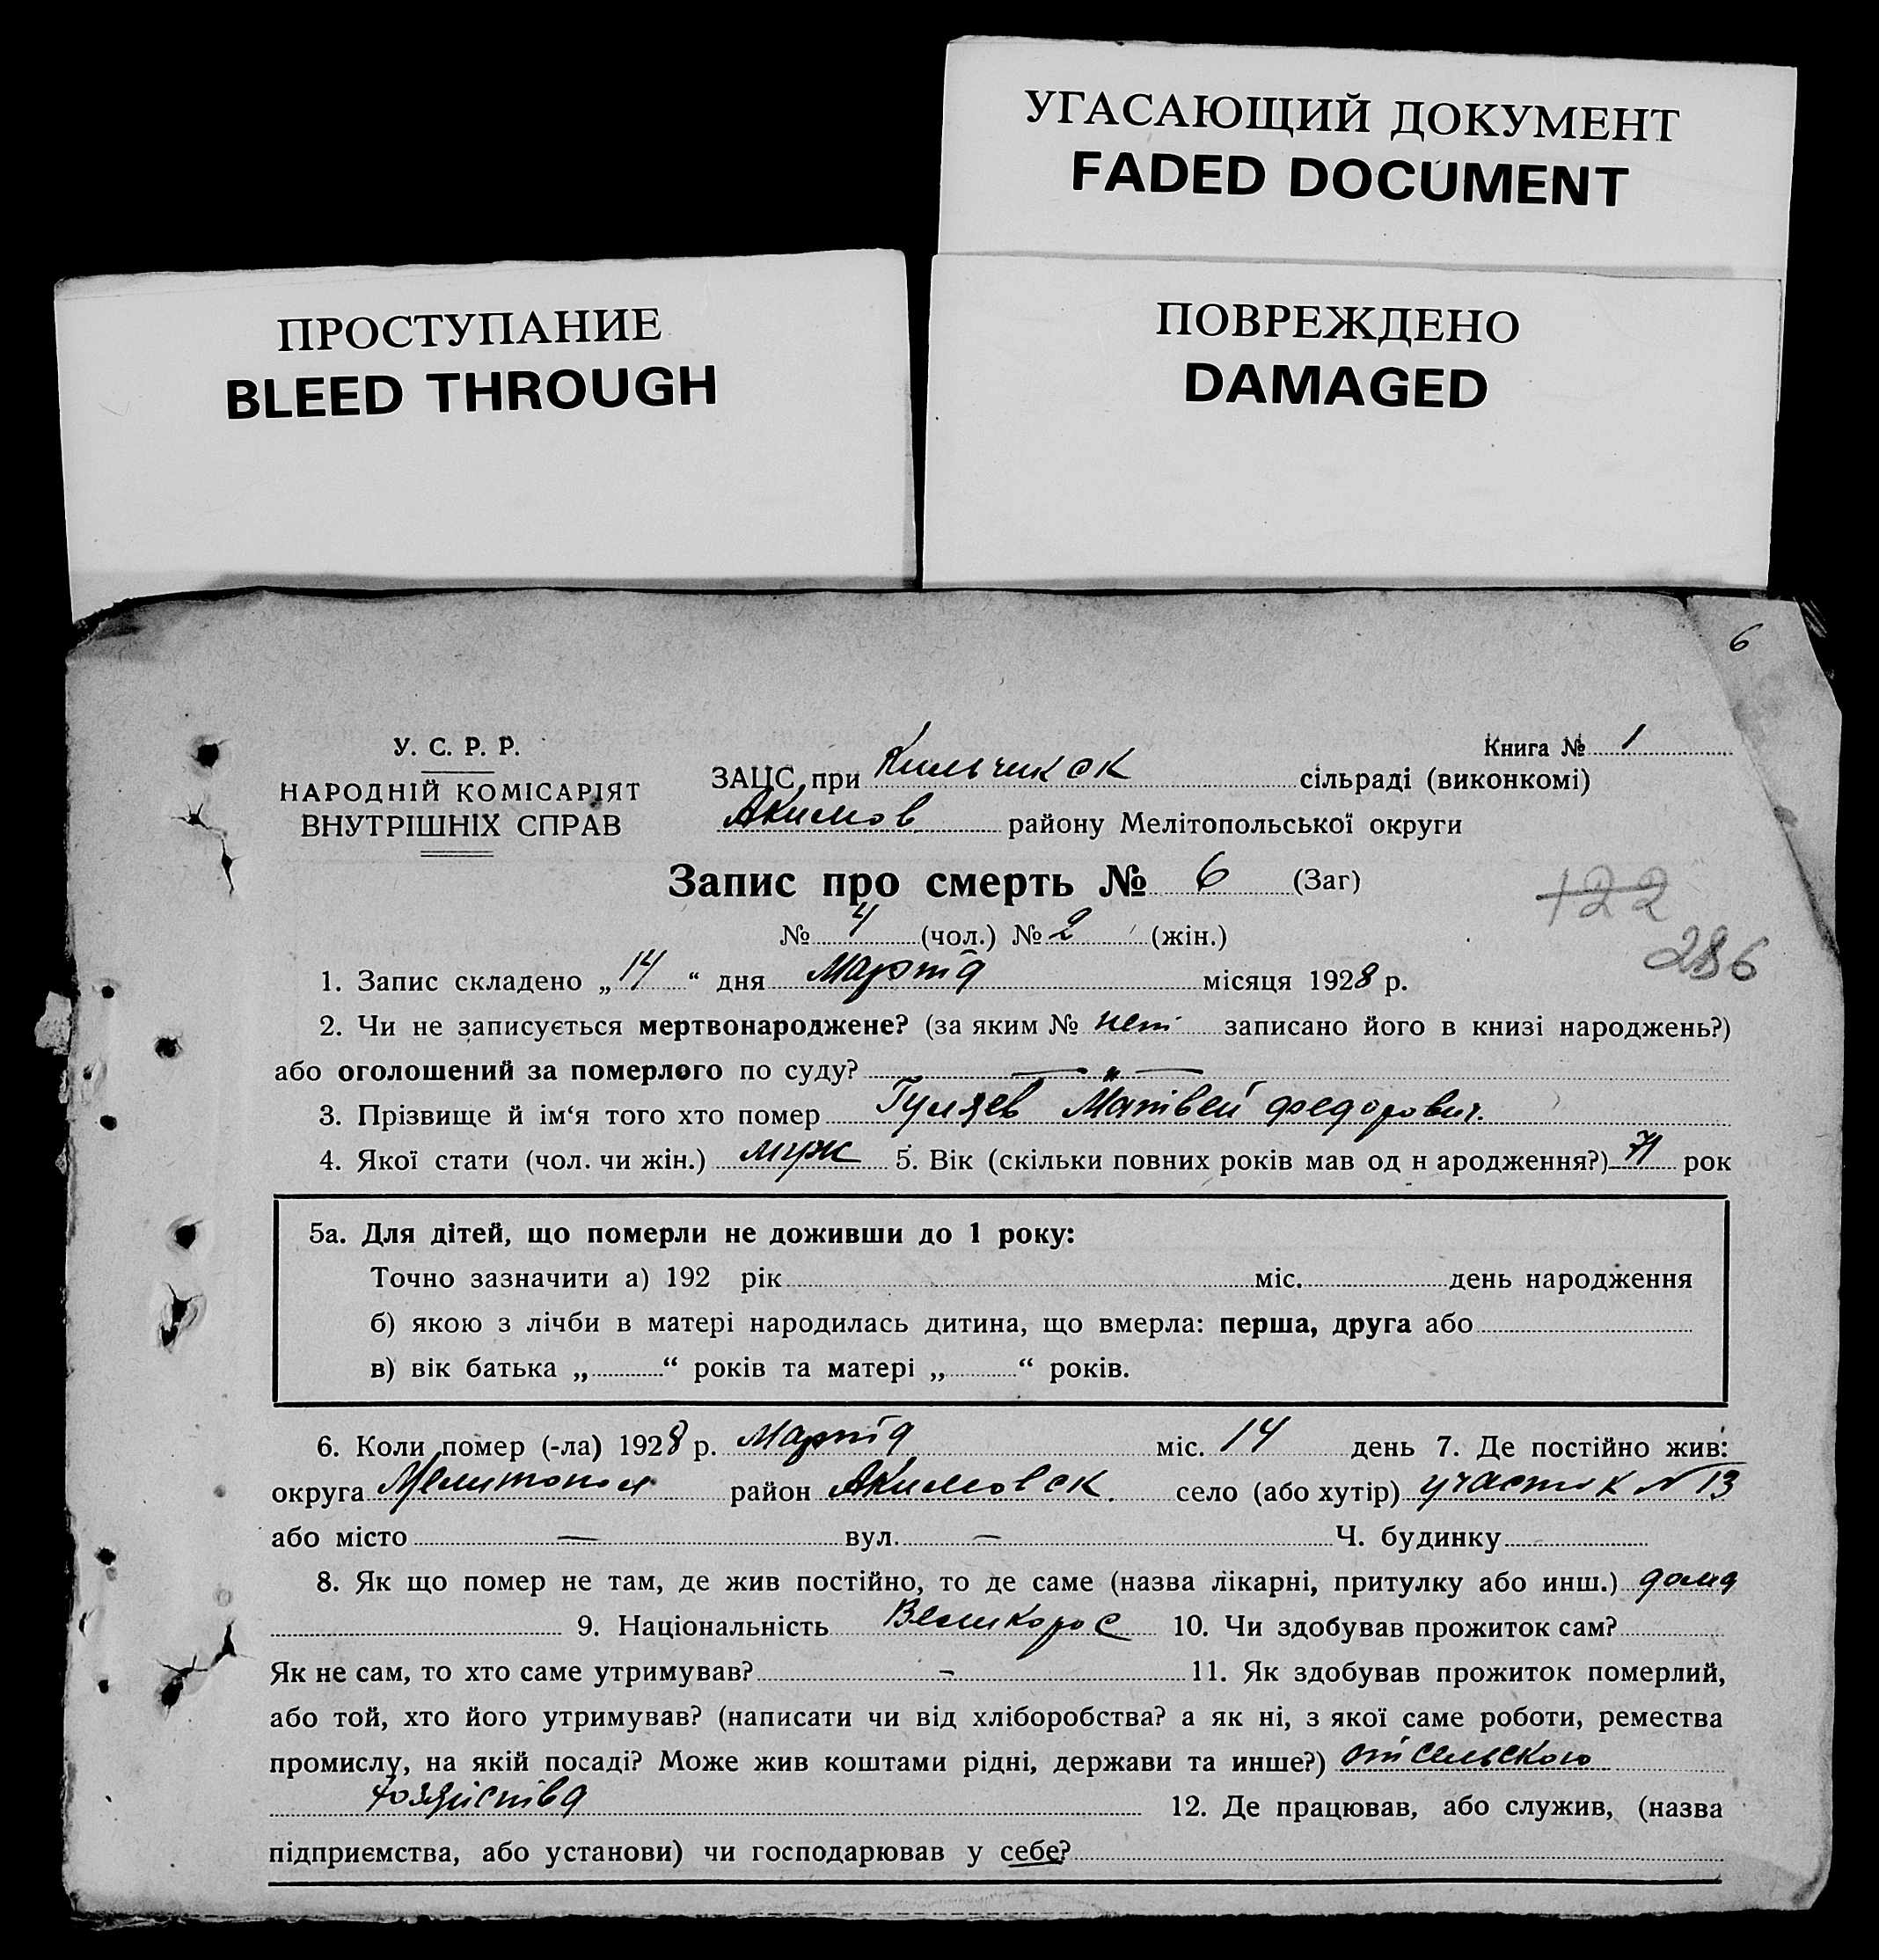 УГАСАЮЩИЙ ДОКУМЕНТ
FADED DOCUMENT
ПРОСТУПАНИЕ
BLEED THROUGH
ПОВРЕЖДЕНО
DAMAGED
6
У. С. Р. Р.
НАРОДНІЙ КОМІСАРІЯТ
ВНУТРІШНІХ СПРАВ
Книга № 1
ЗАЦС при Кильчикск сільраді (виконкомі)
Акимов району Мелітопольської округи
Запис про смерть № 6 (Заг)
122
№ 4 (чол.) № 2 (жін.)
286
1. Запис складено „14“ дня Марта місяця 1928 р.
2. Чи не записується мертвонароджене? (за яким № нет записано його в книзі народжень?)
або оголошений за померлого по суду? — " —
3. Прізвище й ім‘я того хто помер Гуляев Матвей Федорович.
4. Якої стати (чол. чи жін.) муж 5. Вік (скільки повних років мав од н ародження?) 71 рок
5а. Для дітей, що померли не доживши до 1 року:
Точно зазначити а) 192 рік міс. день народження
б) якою з лічби в матері народилась дитина, що вмерла: перша, друга або
в) вік батька „ “ років та матері „ “ років.
6. Коли помер (-ла) 1928 р. Марта міс. 14 день 7. Де постійно жив:
округа Мелитопол район Акимовск. село (або хутір) участок N 13
або місто — вул. — Ч. будинку
8. Як що помер не там, де жив постійно, то де саме (назва лікарні, притулку або инш.) дома
9. Національність Великорос 10. Чи здобував прожиток сам?
Як не сам, то хто саме утримував? - 11. Як здобував прожиток померлий,
або той, хто його утримував? (написати чи від хліборобства? а як ні, з якої саме роботи, ремества
промислу, на якій посаді? Може жив коштами рідні, держави та инше?) от сельского
хозяйства 12. Де працював, або служив, (назва
підприємства, або установи) чи господарював у себе?